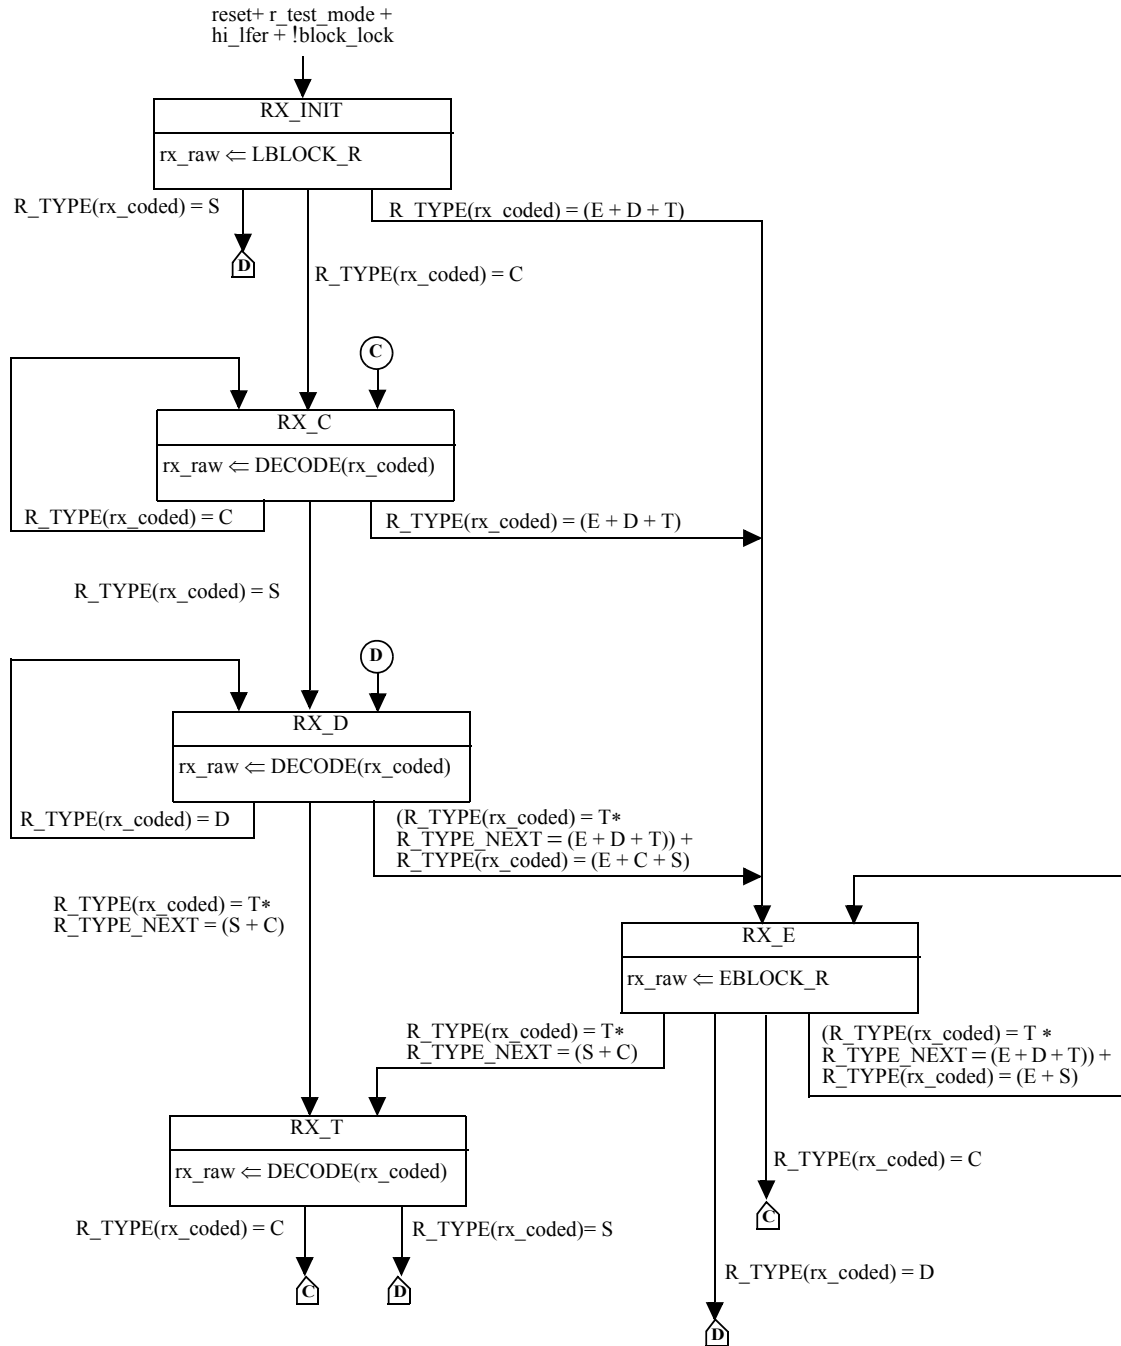 reset+ r_test_mode +
hi_lfer + !block_lock
RX_INIT
rx_raw ⇐ LBLOCK_R
R_TYPE(rx_coded) = S
R_TYPE(rx_coded) = (E + D + T)
D
R_TYPE(rx_coded) = C
C
RX_C
rx_raw ⇐ DECODE(rx_coded)
R_TYPE(rx_coded) = C
R_TYPE(rx_coded) = (E + D + T)
R_TYPE(rx_coded) = S
D
RX_D
rx_raw ⇐ DECODE(rx_coded)
R_TYPE(rx_coded) = D
(R_TYPE(rx_coded) = T*
R_TYPE_NEXT = (E + D + T)) +
R_TYPE(rx_coded) = (E + C + S)
R_TYPE(rx_coded) = T*
R_TYPE_NEXT = (S + C)
RX_E
rx_raw ⇐ EBLOCK_R
R_TYPE(rx_coded) = T*
R_TYPE_NEXT = (S + C)
(R_TYPE(rx_coded) = T *
R_TYPE_NEXT = (E + D + T)) +
R_TYPE(rx_coded) = (E + S)
RX_T
rx_raw ⇐ DECODE(rx_coded)
R_TYPE(rx_coded) = C
C
R_TYPE(rx_coded) = C
R_TYPE(rx_coded)= S
C
D
R_TYPE(rx_coded) = D
D